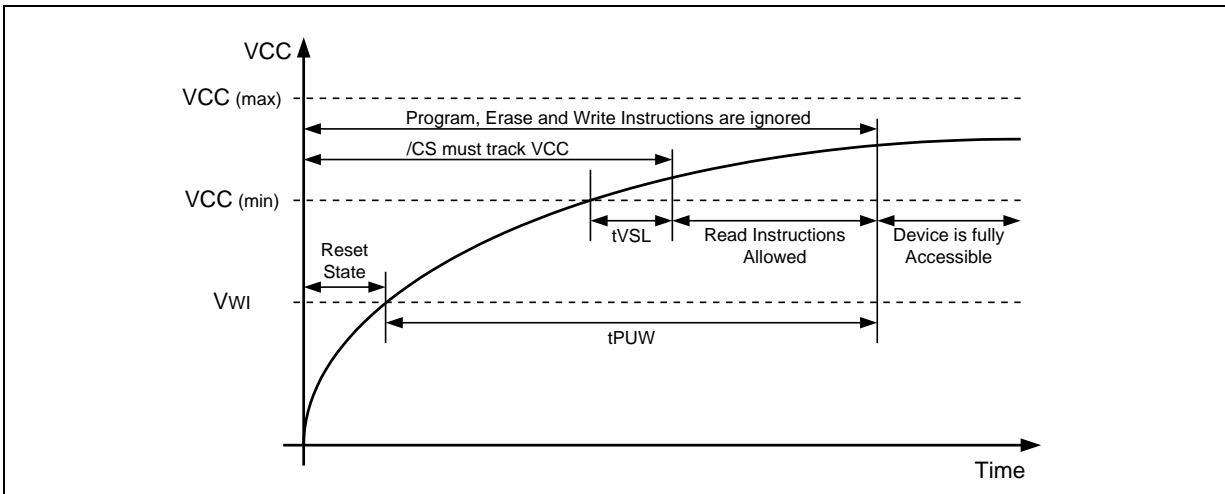 VCC
VCC (max)
Program, Erase and Write Instructions are ignored
/CS must track VCC
VCC (min)
tVSL
Read Instructions
Allowed
Device is fully
Accessible
Reset
State
VWI
tPUW
Time